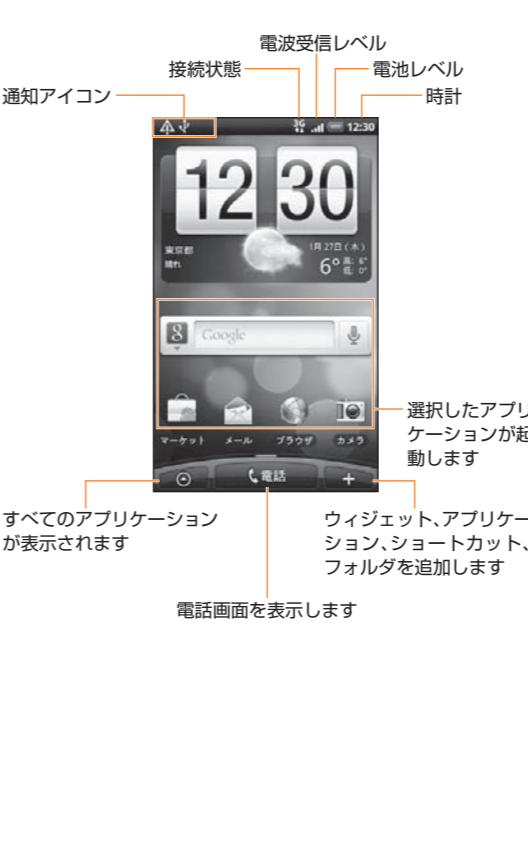 電波受信レベル
接続状態
電池レベル
通知アイコン
時計
3G
12:30
12 30
東京都
晴れ
1月27日(木)
6° 高: 6°
低: 0°
8 Google
マーケット メール ブラウザ カメラ
選択したアプリ
ケーションが起
動します
電話
すべてのアプリケーション
が表示されます
ウィジェット、アプリケー
ション、ショートカット、
フォルダを追加します
電話画面を表示します